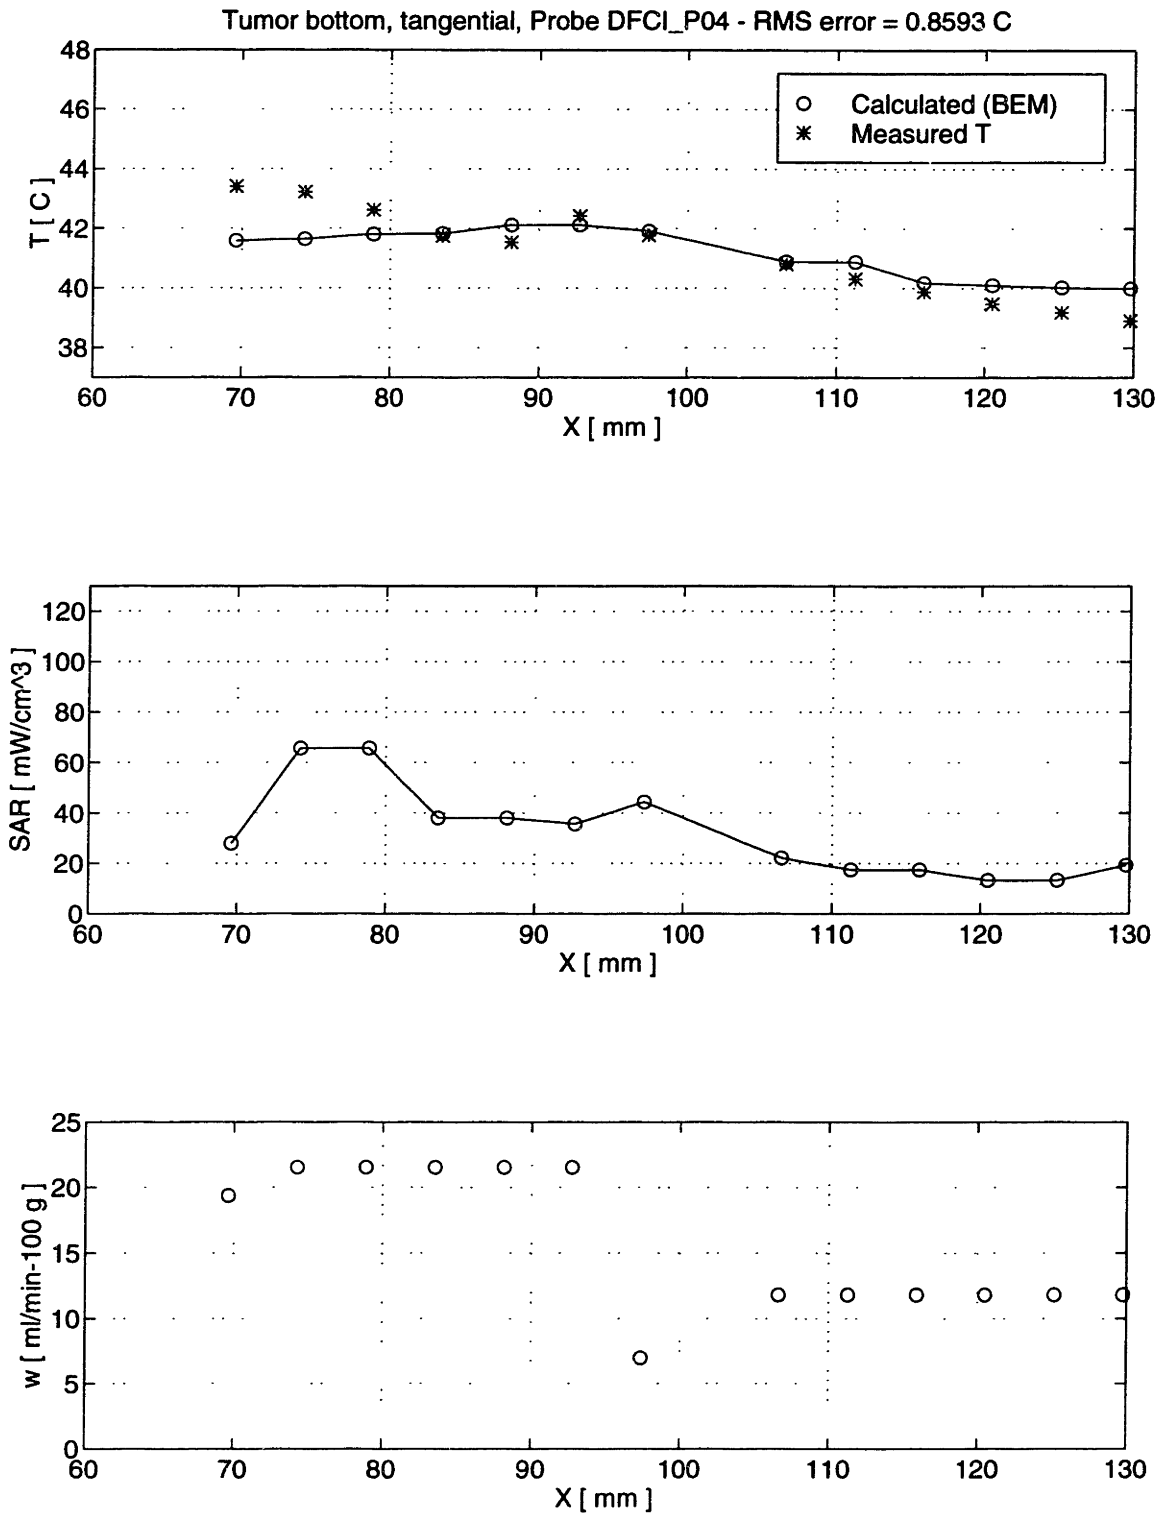 Tumor bottom, tangential, Probe DFCI_P04 - RMS error = 0.8593 C
48
46
44
42
40
38
T [ C ]
Calculated (BEM)
Measured T
60 70 80 90 100 110 120 130
X [ mm ]
120
100
80
60
40
20
0
SAR [ mW/cm^3 ]
60 70 80 90 100 110 120 130
X [ mm ]
25
20
15
10
5
0
w [ ml/min-100 g ]
60 70 80 90 100 110 120 130
X [ mm ]